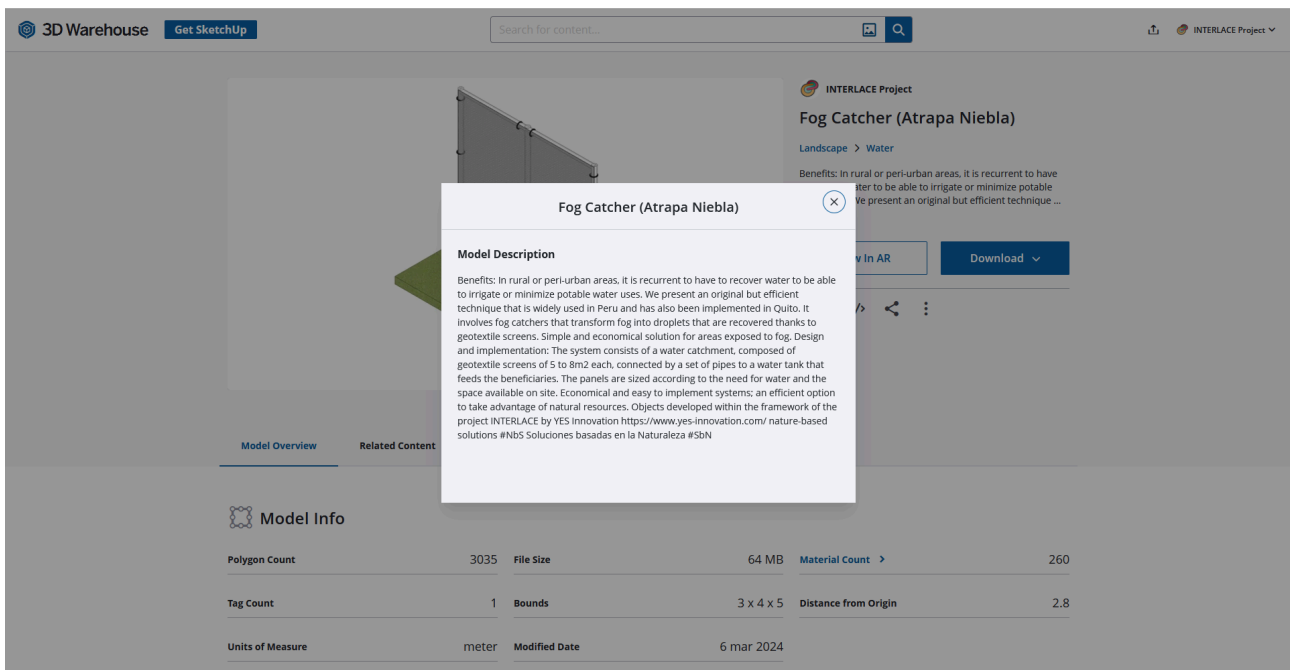 3D Warehouse
Get SketchUp
Search for content...
INTERLACE Project
INTERLACE Project
Fog Catcher (Atrapa Niebla)
Landscape > Water
Benefits: In rural or peri-urban areas, it is recurrent to have
ater to be able to irrigate or minimize potable
We present an original but efficient technique ...
w In AR
Download
Fog Catcher (Atrapa Niebla)
Model Description
Benefits: In rural or peri-urban areas, it is recurrent to have to recover water to be able
to irrigate or minimize potable water uses. We present an original but efficient
technique that is widely used in Peru and has also been implemented in Quito. It
involves fog catchers that transform fog into droplets that are recovered thanks to
geotextile screens. Simple and economical solution for areas exposed to fog. Design
and implementation: The system consists of a water catchment, composed of
geotextile screens of 5 to 8m2 each, connected by a set of pipes to a water tank that
feeds the beneficiaries. The panels are sized according to the need for water and the
space available on site. Economical and easy to implement systems; an efficient option
to take advantage of natural resources. Objects developed within the framework of the
project INTERLACE by YES Innovation https://www.yes-innovation.com/ nature-based
solutions #NbS Soluciones basadas en la Naturaleza #SbN
Model Overview
Related Content
Model Info
Polygon Count 3035 File Size 64 MB Material Count > 260
Tag Count 1 Bounds 3 x 4 x 5 Distance from Origin 2.8
Units of Measure meter Modified Date 6 mar 2024